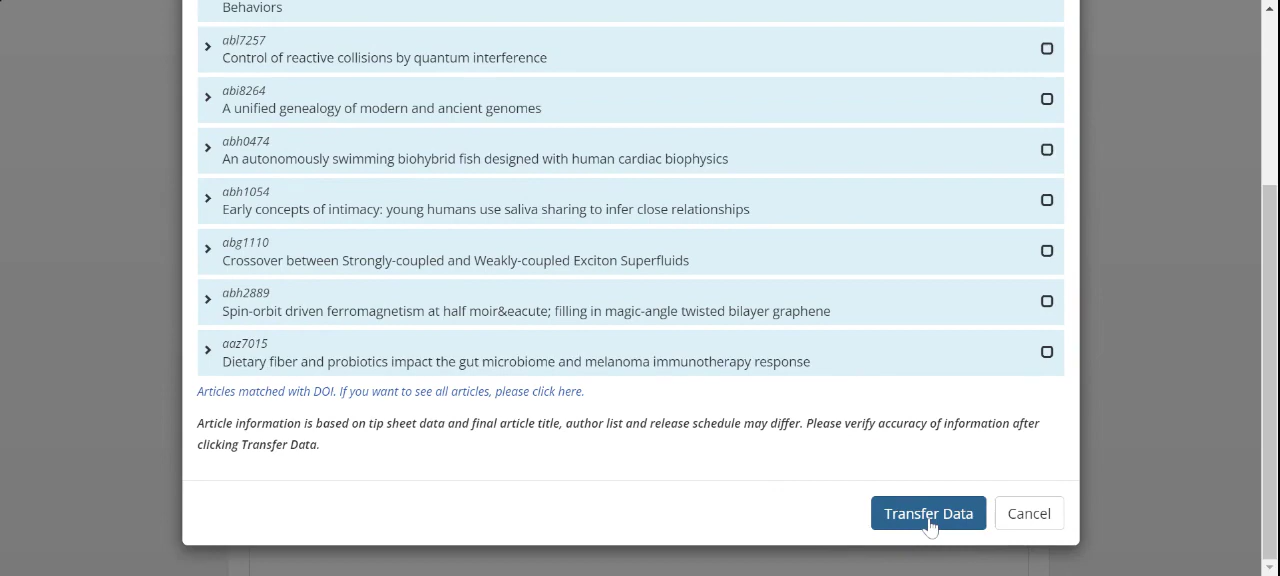 Behaviors
abl7257
Control of reactive collisions by quantum interference
abi8264
A unified genealogy of modern and ancient genomes
abh0474
An autonomously swimming biohybrid fish designed with human cardiac biophysics
abh1054
Early concepts of intimacy: young humans use saliva sharing to infer close relationships
abg1110
Crossover between Strongly-coupled and Weakly-coupled Exciton Superfluids
abh2889
Spin-orbit driven ferromagnetism at half moir&eacute; filling in magic-angle twisted bilayer graphene
aaz7015
Dietary fiber and probiotics impact the gut microbiome and melanoma immunotherapy response
Articles matched with DOI. If you want to see all articles, please click here.
Article information is based on tip sheet data and final article title, author list and release schedule may differ. Please verify accuracy of information after
clicking Transfer Data.
Transfer Data Cancel